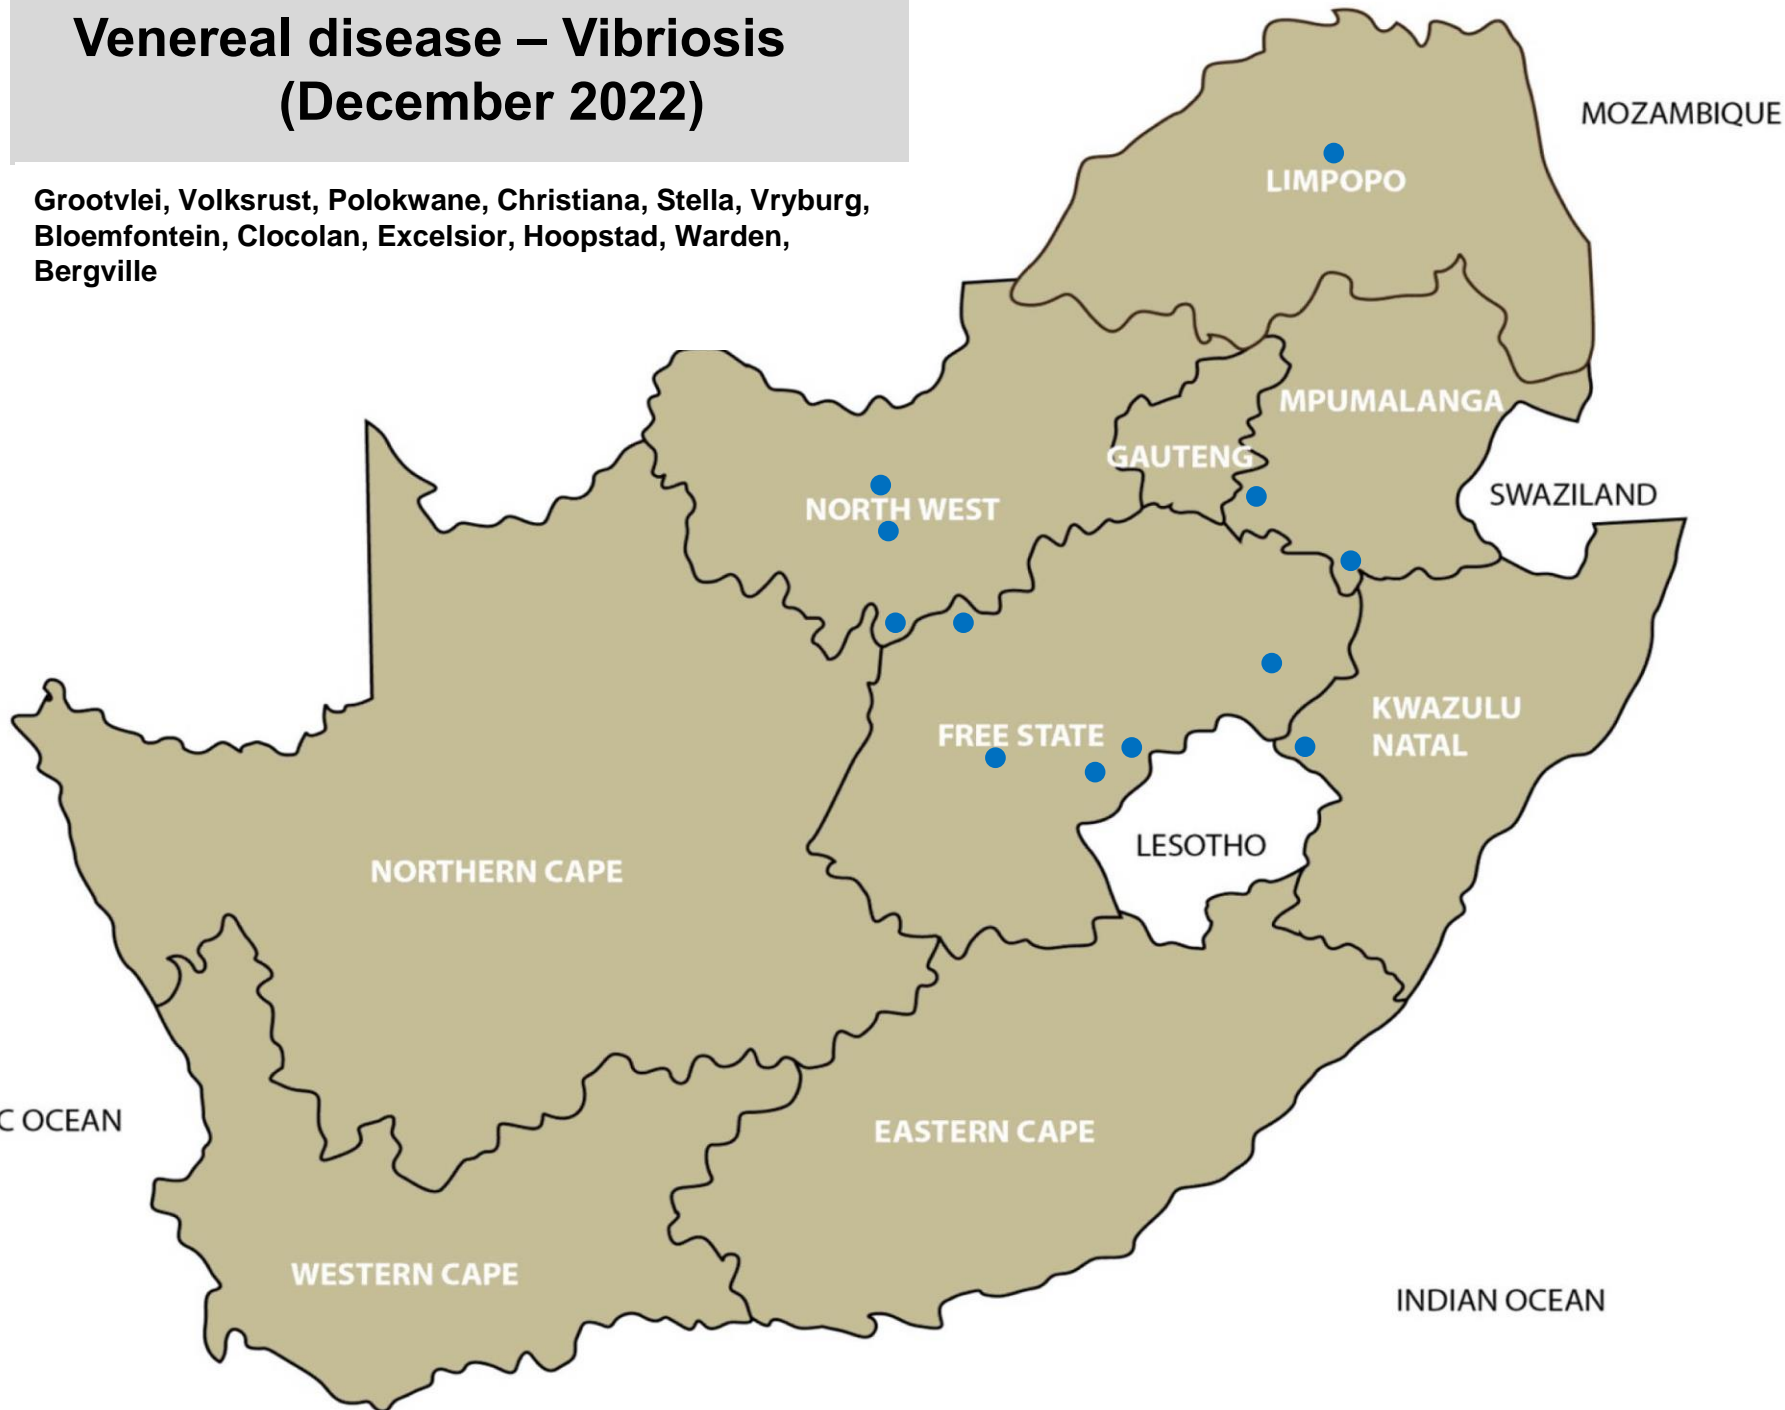 Venereal disease – Vibriosis
(December 2022)
Grootvlei, Volksrust, Polokwane, Christiana, Stella, Vryburg,
Bloemfontein, Clocolan, Excelsior, Hoopstad, Warden,
Bergville
MOZAMBIQUE
LIMPOPO
MPUMALANGA
GAUTENG
SWAZILAND
NORTH WEST
KWAZULU
NATAL
FREE STATE
LESOTHO
NORTHERN CAPE
C OCEAN
EASTERN CAPE
WESTERN CAPE
INDIAN OCEAN